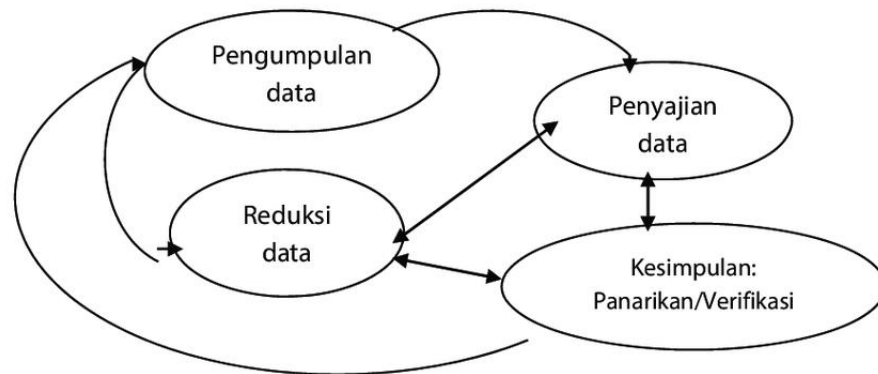 Pengumpulan
data
Penyajian
data
Reduksi
data
Kesimpulan:
Panarikan/Verifikasi